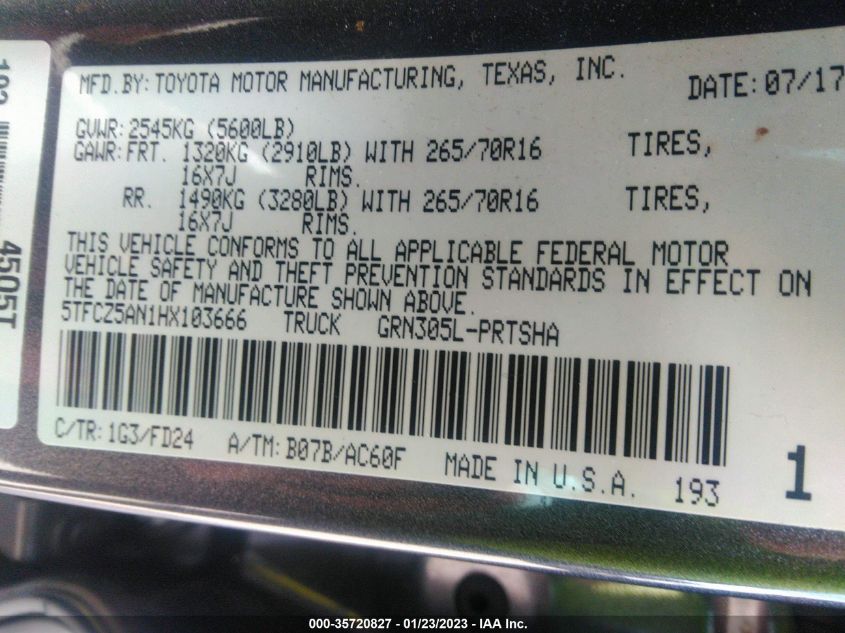 MFD. BY: TOYOTA MOTOR MANUFACTURING, TEXAS, INC. DATE: 07/17
GVWR: 2545KG (5600LB)
GAWR: FRT. 1320KG (2910LB) WITH 265/70R16 TIRES,
16X7J RIMS.
RR. 1490KG (3280LB) WITH 265/70R16 TIRES,
16X7J RIMS.
THIS VEHICLE CONFORMS TO ALL APPLICABLE FEDERAL MOTOR
VEHICLE SAFETY AND THEFT PREVENTION STANDARDS IN EFFECT ON
THE DATE OF MANUFACTURE SHOWN ABOVE.
5TFCZ5AN1HX103666 TRUCK GRN305L-PRTSHA
C/TR: 1G3/FD24 A/TM: B07B/AC60F MADE IN U.S.A. 193 1
4505T
000-35720827 - 01/23/2023 - IAA Inc.